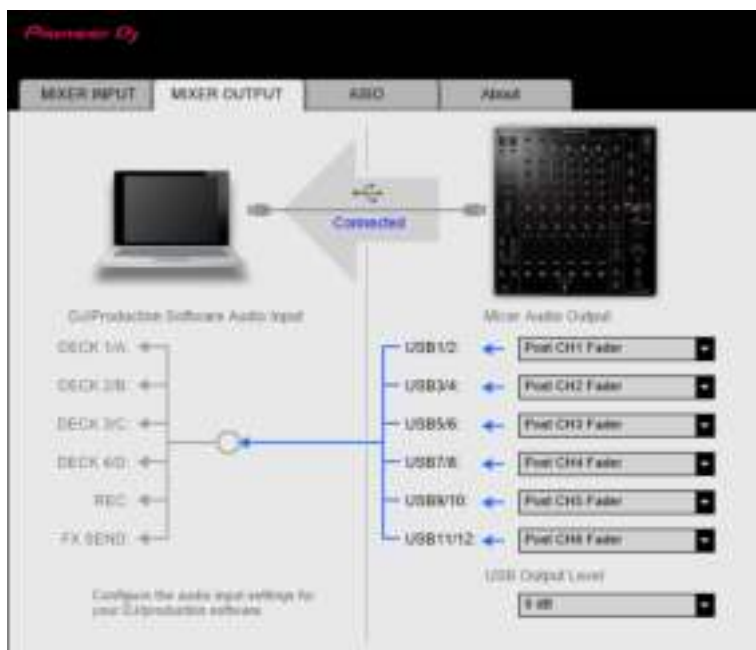 Pioneer Dj
MIXER INPUT
MIXER OUTPUT
ASIO
About
Connected
DJ/Production Software Audio Input
Mixer Audio Output
DECK 1/A:
DECK 2/B:
DECK 3/C:
DECK 4/D:
REC:
FX SEND:
USB1/2:
Post CH1 Fader
USB3/4:
Post CH2 Fader
USB5/6:
Post CH3 Fader
USB7/8:
Post CH4 Fader
USB9/10:
Post CH5 Fader
USB11/12:
Post CH6 Fader
USB Output Level
Configure the audio input settings for
your DJ/production software.
dB